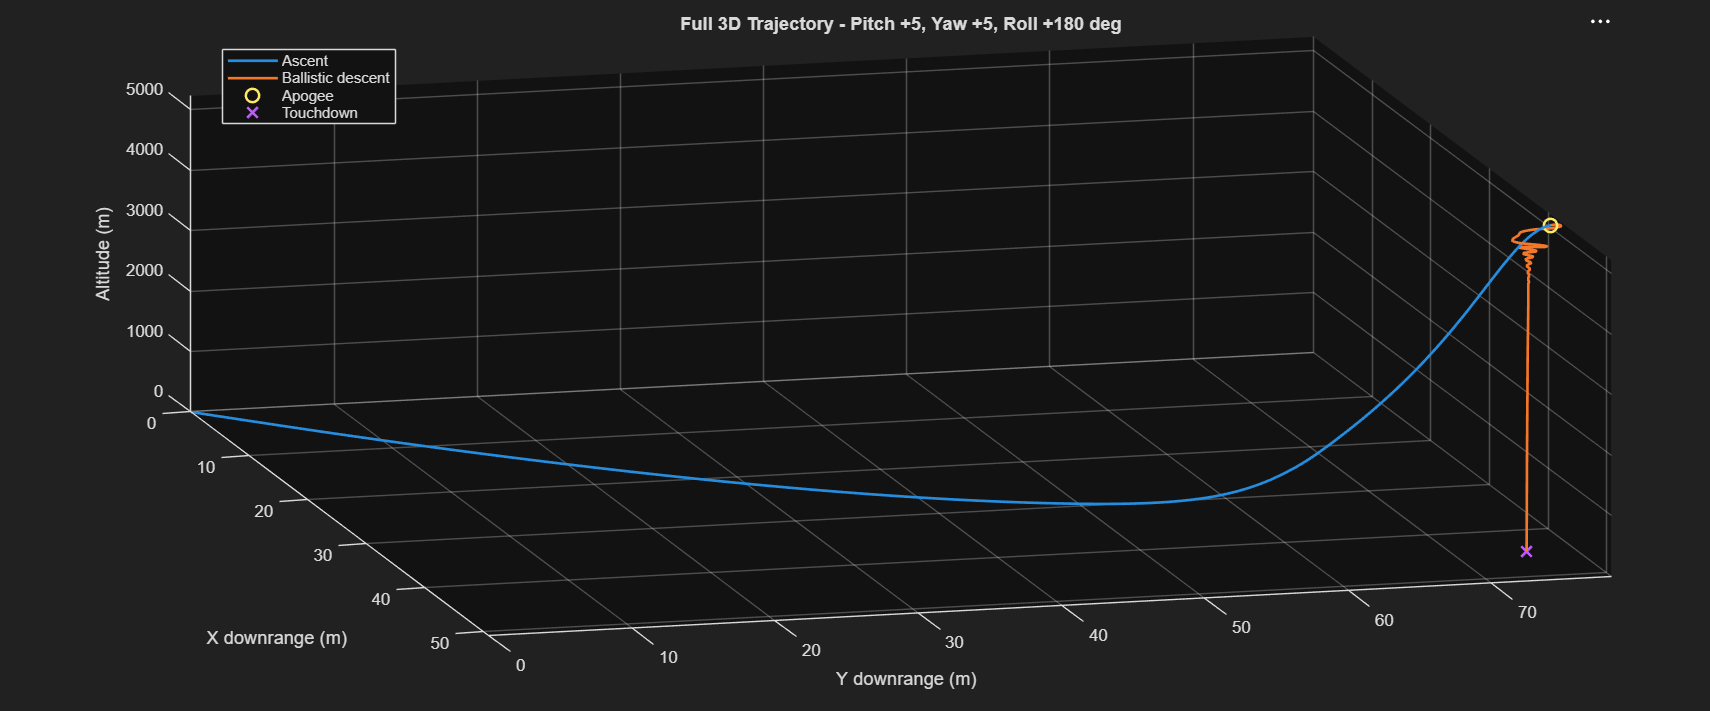 Full 3D Trajectory - Pitch +5, Yaw +5, Roll +180 deg
Ascent
Ballistic descent
Apogee
Touchdown
5000
4000
3000
2000
1000
0
Altitude (m)
0
10
20
30
40
50
X downrange (m)
0
10
20
30
40
50
60
70
Y downrange (m)